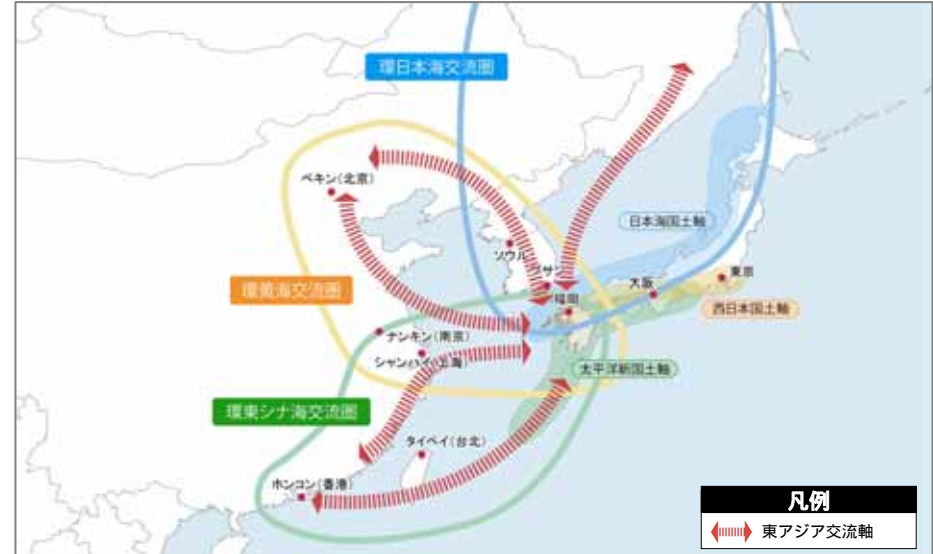 環日本海交流圏
ペキン(北京)
日本海国土軸
ソウル
プサン
東京
大阪
環黄海交流圏
福岡
西日本国土軸
ナンキン(南京)
シャンハイ(上海)
太平洋新国土軸
環東シナ海交流圏
タイペイ(台北)
ホンコン(香港)
凡例
東アジア交流軸